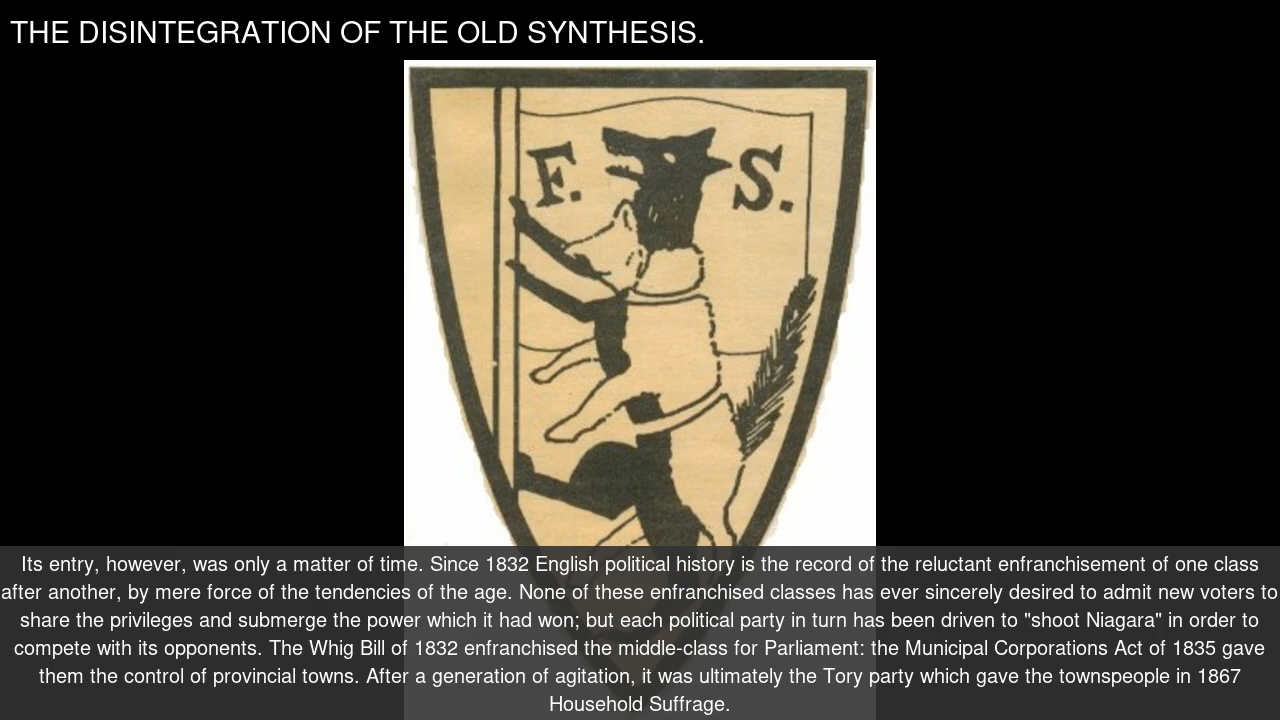 THE DISINTEGRATION OF THE OLD SYNTHESIS.
F. S.
Its entry, however, was only a matter of time. Since 1832 English political history is the record of the reluctant enfranchisement of one class
after another, by mere force of the tendencies of the age. None of these enfranchised classes has ever sincerely desired to admit new voters to
share the privileges and submerge the power which it had won; but each political party in turn has been driven to "shoot Niagara" in order to
compete with its opponents. The Whig Bill of 1832 enfranchised the middle-class for Parliament: the Municipal Corporations Act of 1835 gave
them the control of provincial towns. After a generation of agitation, it was ultimately the Tory party which gave the townspeople in 1867
Household Suffrage.